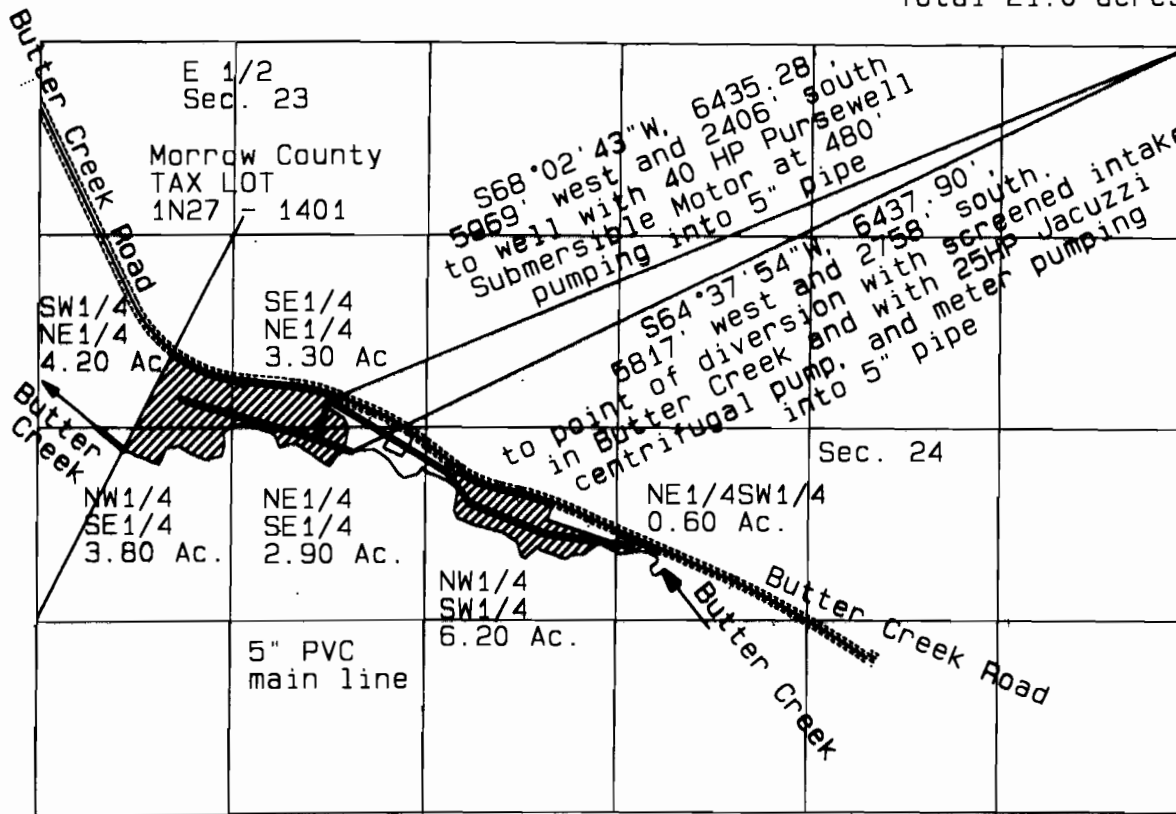 Total 21.0 acres
Butter Creek Road
E 1/2
Sec. 23
Morrow County
TAX LOT
1N27 - 1401
S68°02'43"W, 6435.28',
5969' west and 2406' south
to well with 40 HP Pursewell
Submersible Motor at 480'
pumping into 5" pipe
S64°37'54"W, 6437.90',
5817' west and 2758' south.
to point of diversion with screened intake
in Butter Creek and with 25HP Jacuzzi
centrifugal pump, and meter pumping
into 5" pipe
SW1/4
NE1/4
4.20 Ac
SE1/4
NE1/4
3.30 Ac
Butter
Creek
Sec. 24
NW1/4
SE1/4
3.80 Ac.
NE1/4
SE1/4
2.90 Ac.
NE1/4SW1/4
0.60 Ac.
NW1/4
SW1/4
6.20 Ac.
5" PVC
main line
Butter Creek Road
Butter Creek